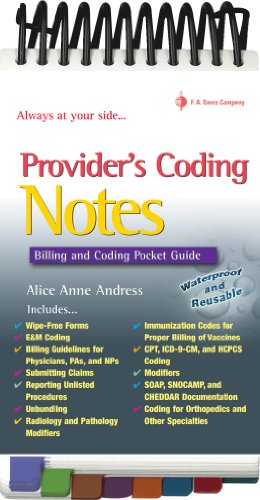 F. A. Davis Company
Always at your side...
Provider's Coding
Notes
Billing and Coding Pocket Guide
Waterproof
and
Reusable
Alice Anne Andress
Includes...
Wipe-Free Forms
E&M Coding
Billing Guidelines for
Physicians, PAs, and NPs
Submitting Claims
Reporting Unlisted
Procedures
Unbundling
Radiology and Pathology
Modifiers
Immunization Codes for
Proper Billing of Vaccines
CPT, ICD-9-CM, and HCPCS
Coding
Modifiers
SOAP, SNOCAMP, and
CHEDDAR Documentation
Coding for Orthopedics and
Other Specialties